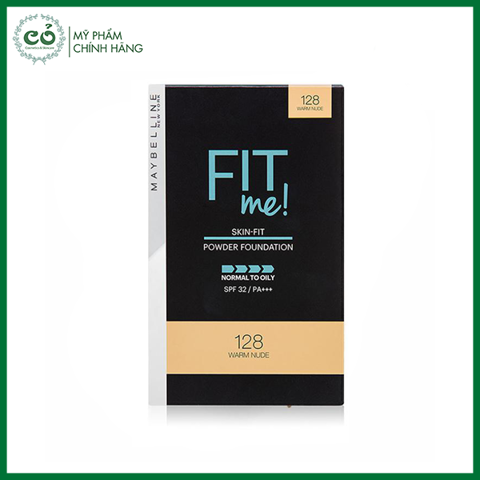 CỎ
MỸ PHẨM
CHÍNH HÃNG
128
WARM NUDE
MAYBELLINE
NEW YORK
FIT
me!
SKIN-FIT
POWDER FOUNDATION
NORMAL TO OILY
SPF 32 / PA+++
128
WARM NUDE